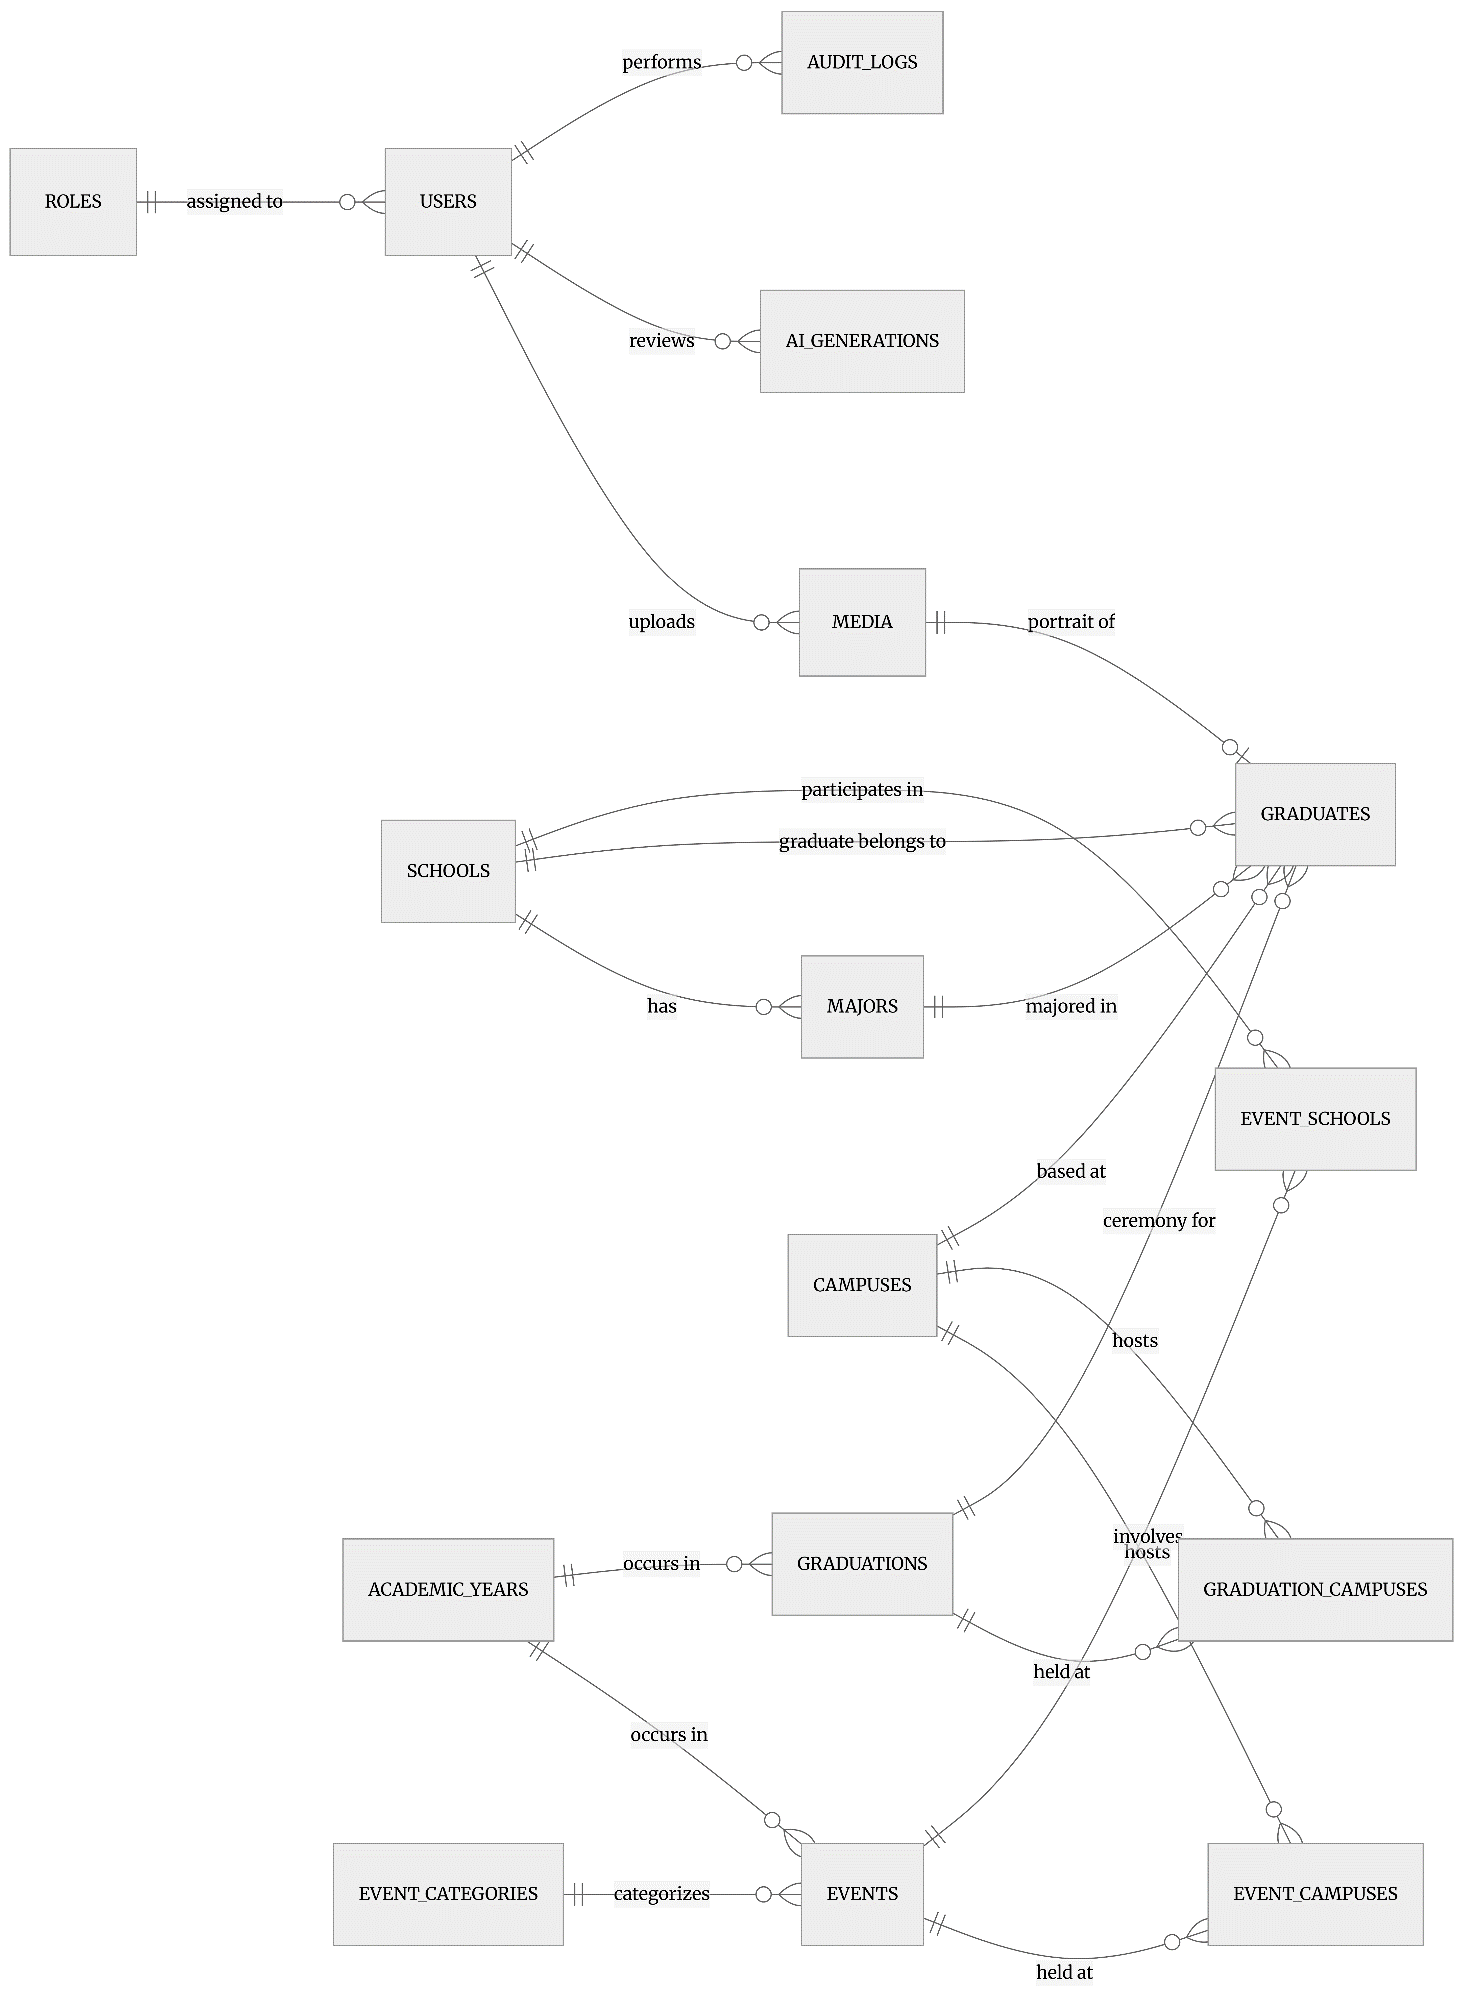 performs
AUDIT_LOGS
ROLES
assigned to
USERS
reviews
AI_GENERATIONS
uploads
MEDIA
portrait of
participates in
GRADUATES
graduate belongs to
SCHOOLS
has
MAJORS
majored in
EVENT_SCHOOLS
based at
ceremony for
CAMPUSES
hosts
involves
hosts
occurs in
GRADUATIONS
ACADEMIC_YEARS
GRADUATION_CAMPUSES
held at
occurs in
EVENT_CATEGORIES
categorizes
EVENTS
EVENT_CAMPUSES
held at